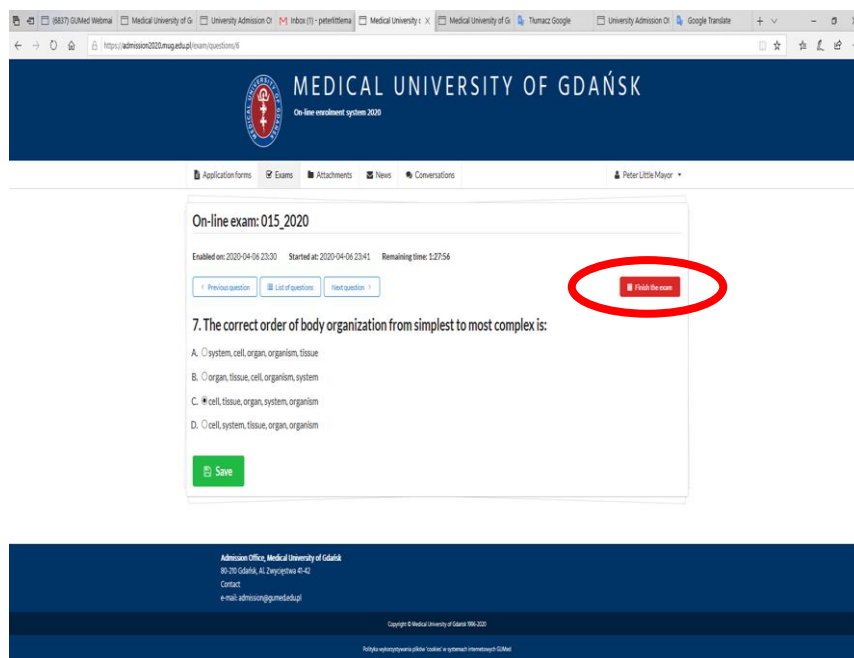 (6837) GUMed Webmai
Medical University of G
University Admission Of
Inbox (1) - peterlittlema
Medical University c
Medical University of G
Tłumacz Google
University Admission Of
Google Translate
https://admission2020.mug.edu.pl/exam/questions/6
MEDICAL UNIVERSITY OF GDAŃSK
On-line enrolment system 2020
Application forms Exams Attachments News Conversations Peter Little Mayor
On-line exam: 015_2020
Enabled on: 2020-04-06 23:30 Started at: 2020-04-06 23:41 Remaining time: 1:27:56
Previous question List of questions Next question Finish the exam
7. The correct order of body organization from simplest to most complex is:
A. system, cell, organ, organism, tissue
B. organ, tissue, cell, organism, system
C. cell, tissue, organ, system, organism
D. cell, system, tissue, organ, organism
Save
Admission Office, Medical University of Gdańsk
80-210 Gdańsk, Al. Zwycięstwa 41-42
Contact
e-mail: admission@gumed.edu.pl
Copyright © Medical University of Gdańsk 1996-2020
Polityka wykorzystywania plików 'cookies' w systemach internetowych GUMed